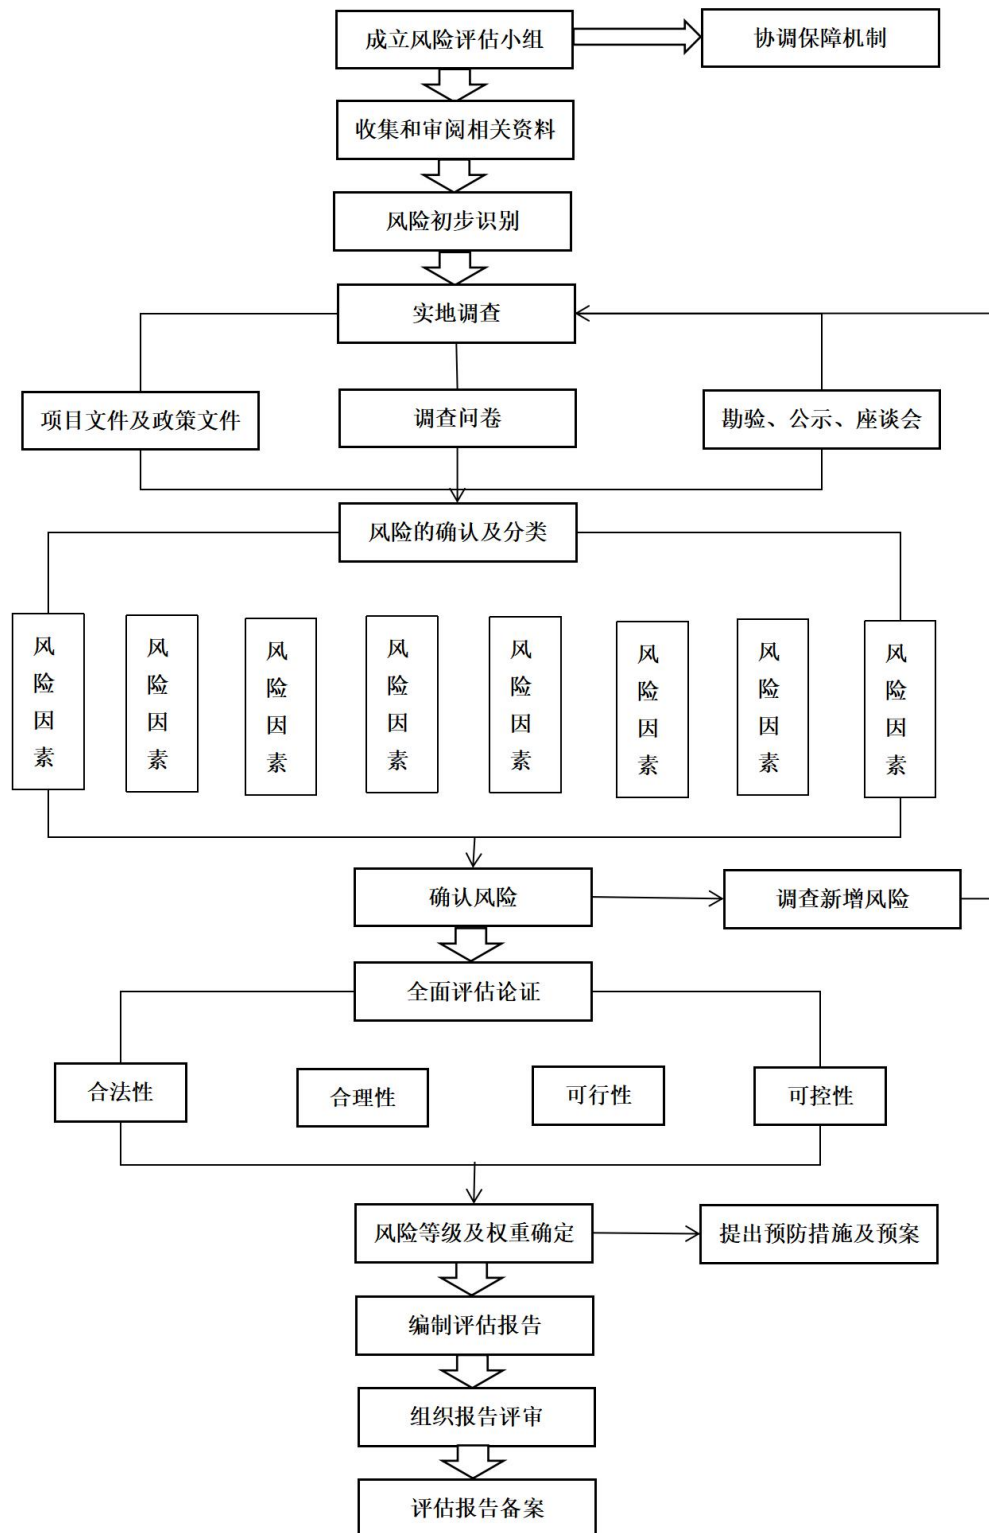 成立风险评估小组
协调保障机制
收集和审阅相关资料
风险初步识别
实地调查
项目文件及政策文件
调查问卷
勘验、公示、座谈会
风险的确认及分类
风险因素
风险因素
风险因素
风险因素
风险因素
风险因素
风险因素
风险因素
确认风险
调查新增风险
全面评估论证
合法性
合理性
可行性
可控性
风险等级及权重确定
提出预防措施及预案
编制评估报告
组织报告评审
评估报告备案